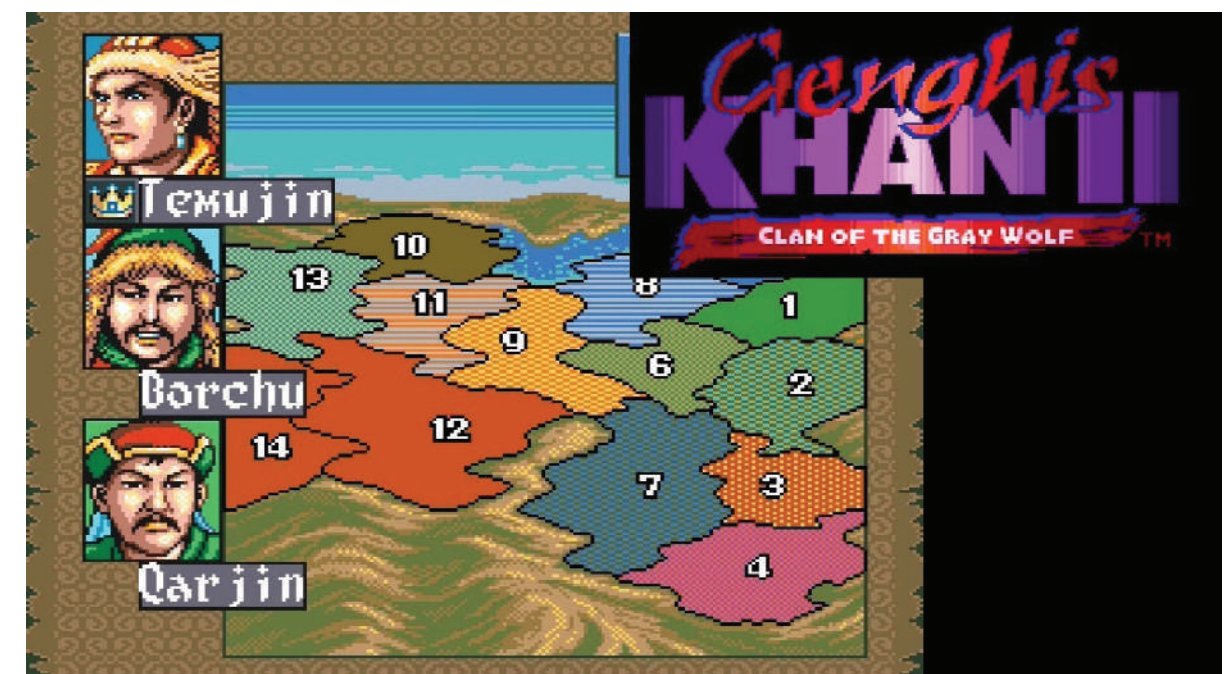 Genghis
KHAN II
CLAN OF THE GRAY WOLF TM
Temujin
Borchu
Qarjin
10
13
11
8
1
9
6
2
12
14
7
3
4